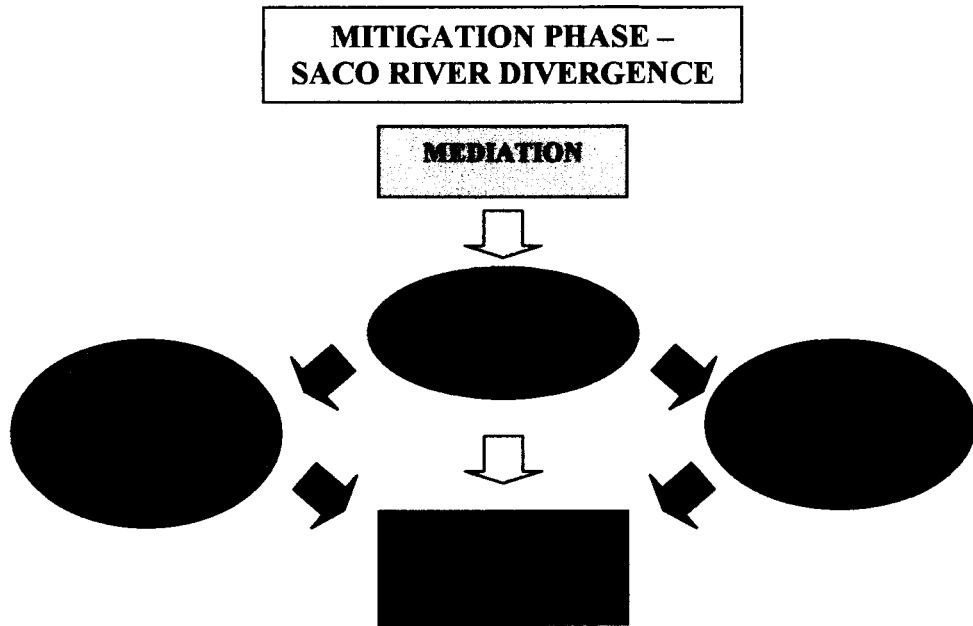 MITIGATION PHASE –
SACO RIVER DIVERGENCE
MEDIATION